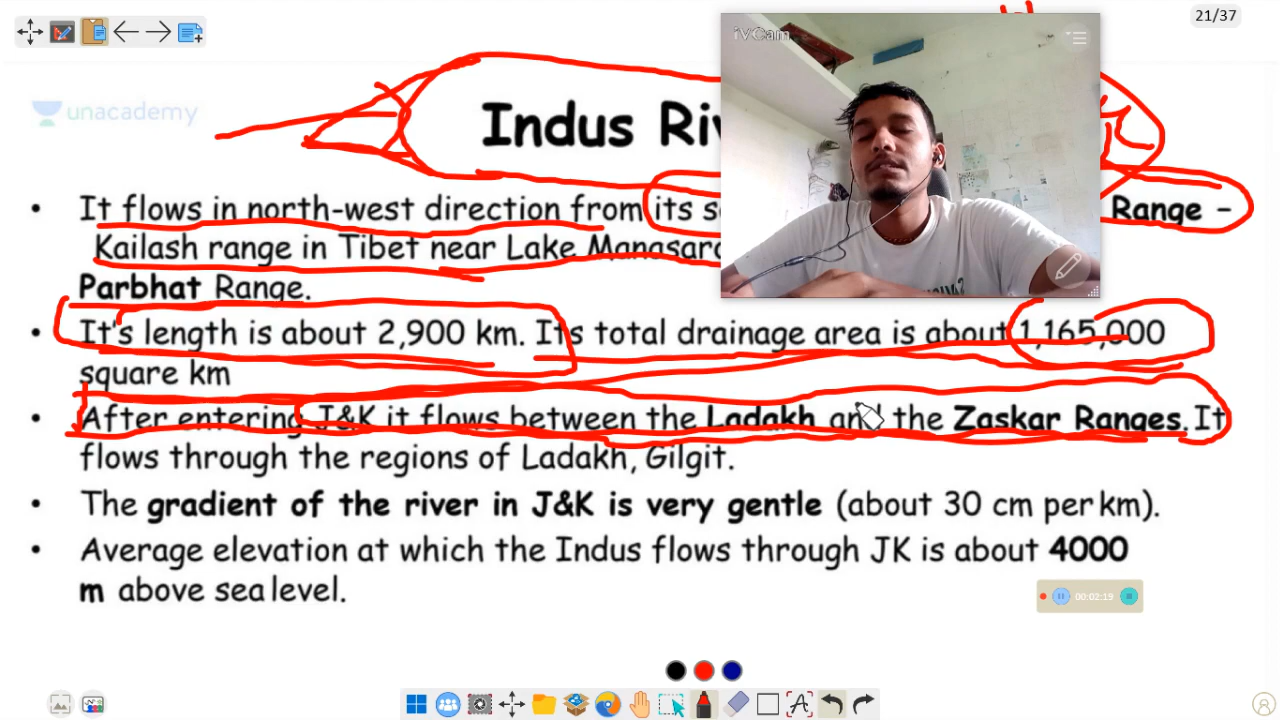 21/37
iVCam
unacademy
Indus
It flows in north-west direction from its Range –
Kailash range in Tibet near Lake
Parbhat Range.
It's length is about 2,900 km. It's total drainage area is about 1,165,000
square km
After entering J&K it flows between the Ladakh and the Zaskar Ranges. It
flows through the regions of Ladakh, Gilgit.
The gradient of the river in J&K is very gentle (about 30 cm per km).
Average elevation at which the Indus flows through JK is about 4000
m above sea level.
00:02:19